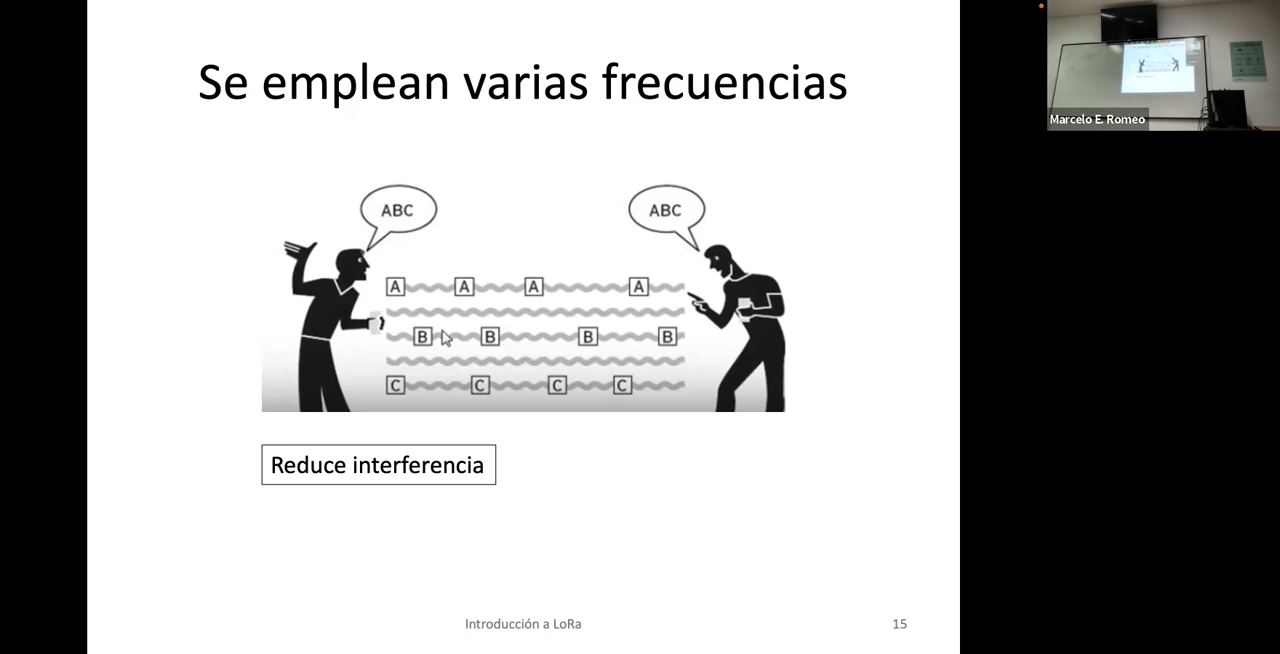 Se emplean varias frecuencias
ABC ABC
A A A A
B B B B
C C C C
Reduce interferencia
Introducción a LoRa 15
Marcelo E. Romeo